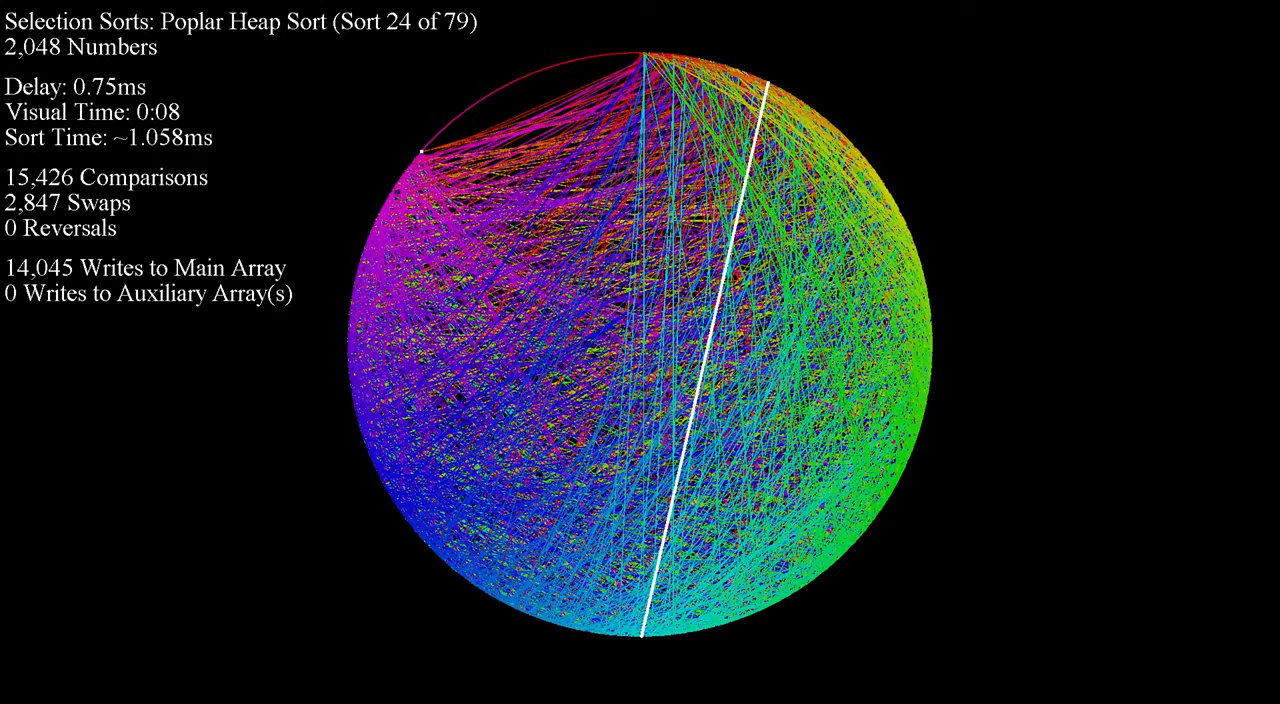 Selection Sorts: Poplar Heap Sort (Sort 24 of 79)
2,048 Numbers
Delay: 0.75ms
Visual Time: 0:08
Sort Time: ~1.058ms
15,426 Comparisons
2,847 Swaps
0 Reversals
14,045 Writes to Main Array
0 Writes to Auxiliary Array(s)